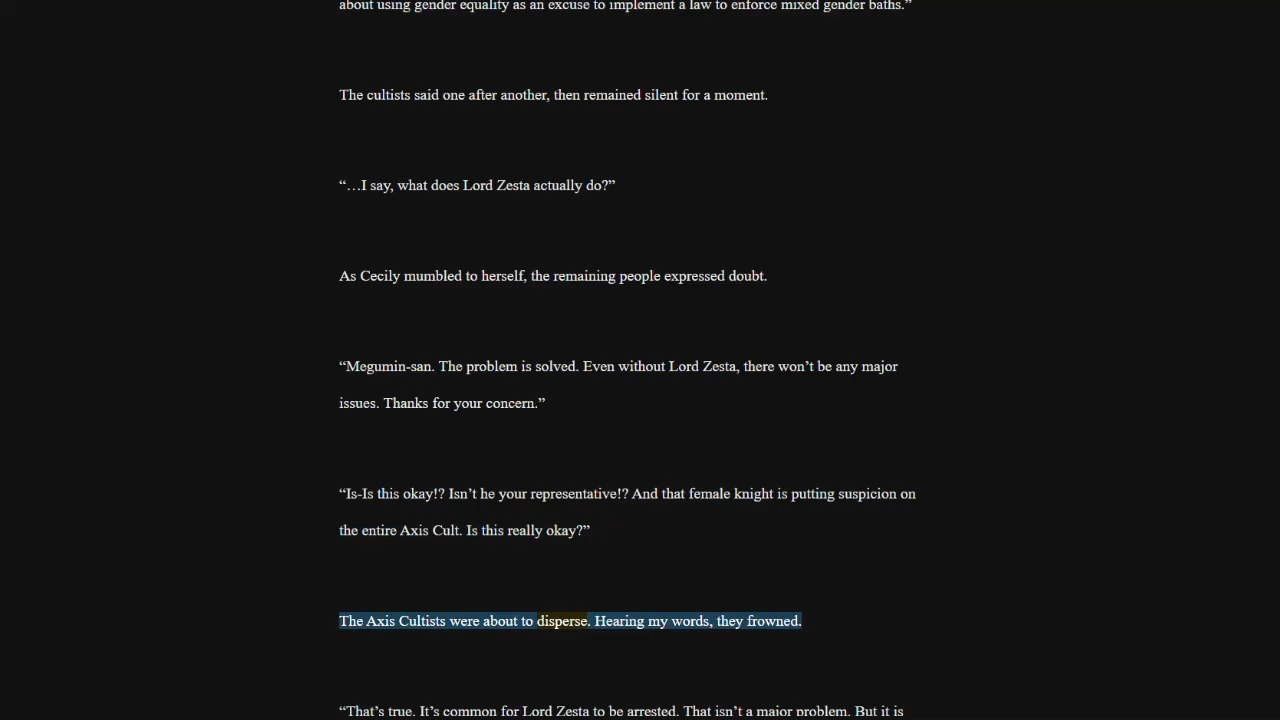 about using gender equality as an excuse to implement a law to enforce mixed gender baths.”
The cultists said one after another, then remained silent for a moment.
“…I say, what does Lord Zesta actually do?”
As Cecily mumbled to herself, the remaining people expressed doubt.
“Megumin-san. The problem is solved. Even without Lord Zesta, there won’t be any major
issues. Thanks for your concern.”
“Is-Is this okay!? Isn’t he your representative!? And that female knight is putting suspicion on
the entire Axis Cult. Is this really okay?”
The Axis Cultists were about to disperse. Hearing my words, they frowned.
“That’s true. It’s common for Lord Zesta to be arrested. That isn’t a major problem. But it is